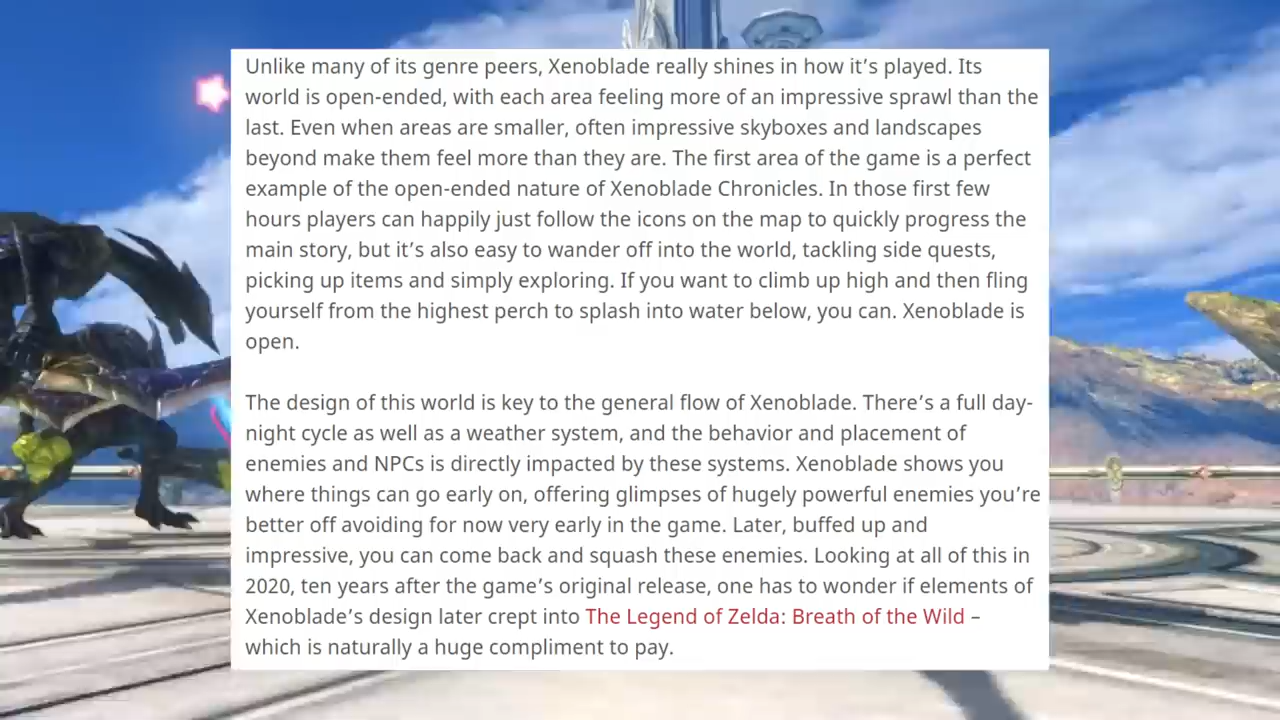 Unlike many of its genre peers, Xenoblade really shines in how it’s played. Its
world is open-ended, with each area feeling more of an impressive sprawl than the
last. Even when areas are smaller, often impressive skyboxes and landscapes
beyond make them feel more than they are. The first area of the game is a perfect
example of the open-ended nature of Xenoblade Chronicles. In those first few
hours players can happily just follow the icons on the map to quickly progress the
main story, but it’s also easy to wander off into the world, tackling side quests,
picking up items and simply exploring. If you want to climb up high and then fling
yourself from the highest perch to splash into water below, you can. Xenoblade is
open.
The design of this world is key to the general flow of Xenoblade. There’s a full day-
night cycle as well as a weather system, and the behavior and placement of
enemies and NPCs is directly impacted by these systems. Xenoblade shows you
where things can go early on, offering glimpses of hugely powerful enemies you’re
better off avoiding for now very early in the game. Later, buffed up and
impressive, you can come back and squash these enemies. Looking at all of this in
2020, ten years after the game’s original release, one has to wonder if elements of
Xenoblade’s design later crept into The Legend of Zelda: Breath of the Wild –
which is naturally a huge compliment to pay.